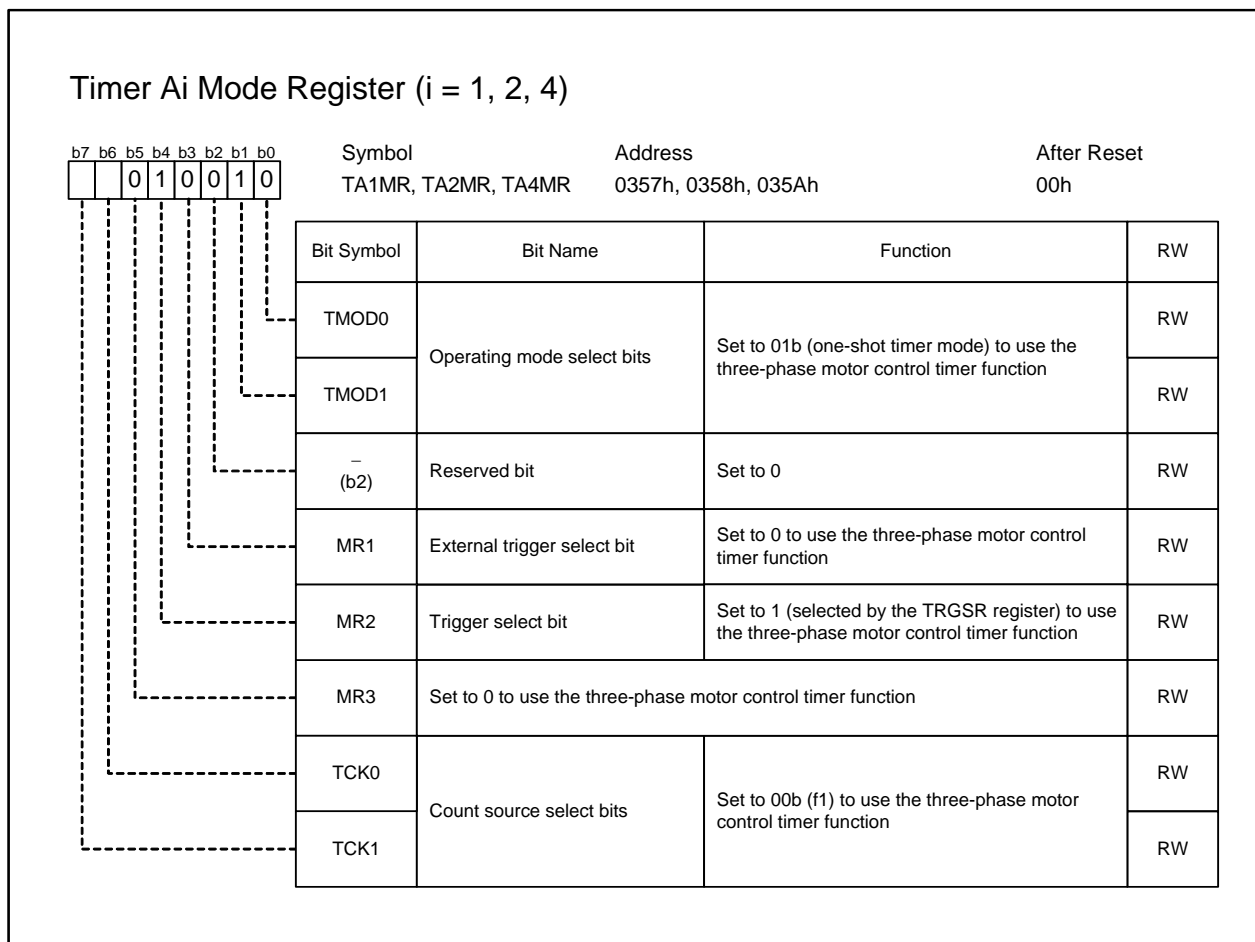 Timer Ai Mode Register (i = 1, 2, 4)
b7 b6 b5 b4 b3 b2 b1 b0
0 1 0 0 1 0
Symbol Address After Reset
TA1MR, TA2MR, TA4MR 0357h, 0358h, 035Ah 00h
Bit Symbol Bit Name Function RW
TMOD0 RW
Operating mode select bits
Set to 01b (one-shot timer mode) to use the
three-phase motor control timer function
TMOD1 RW
–
(b2)
Reserved bit Set to 0 RW
MR1 External trigger select bit
Set to 0 to use the three-phase motor control
timer function
RW
MR2 Trigger select bit
Set to 1 (selected by the TRGSR register) to use
the three-phase motor control timer function
RW
MR3 Set to 0 to use the three-phase motor control timer function RW
TCK0 RW
Count source select bits
Set to 00b (f1) to use the three-phase motor
control timer function
TCK1 RW